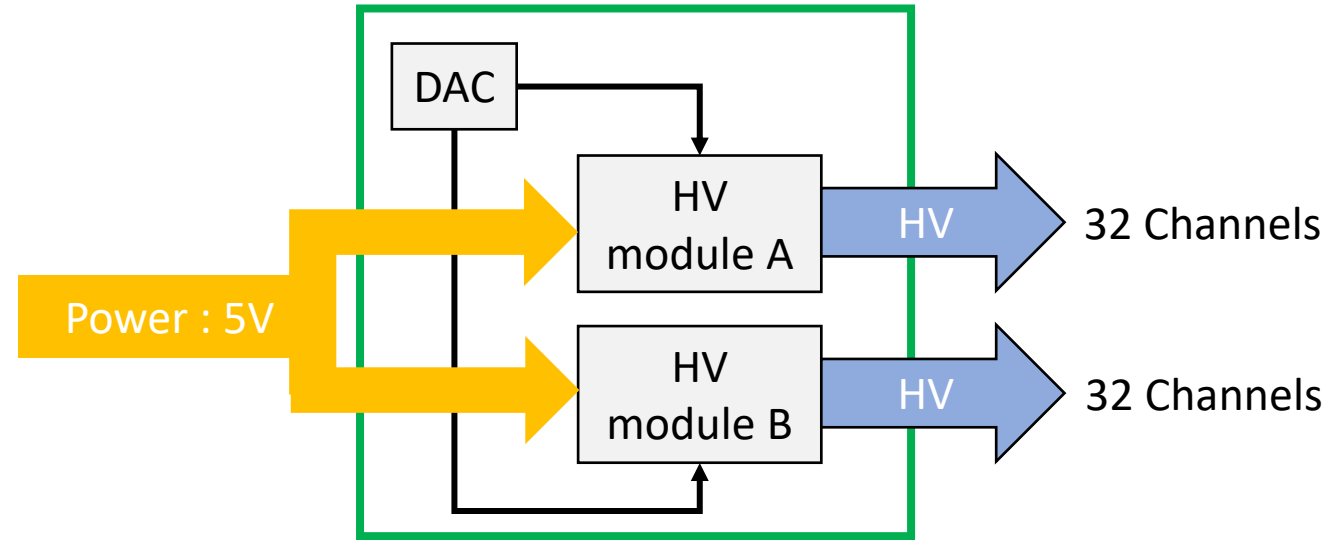 DAC
HV
module A
HV
32 Channels
Power : 5V
HV
module B
HV
32 Channels